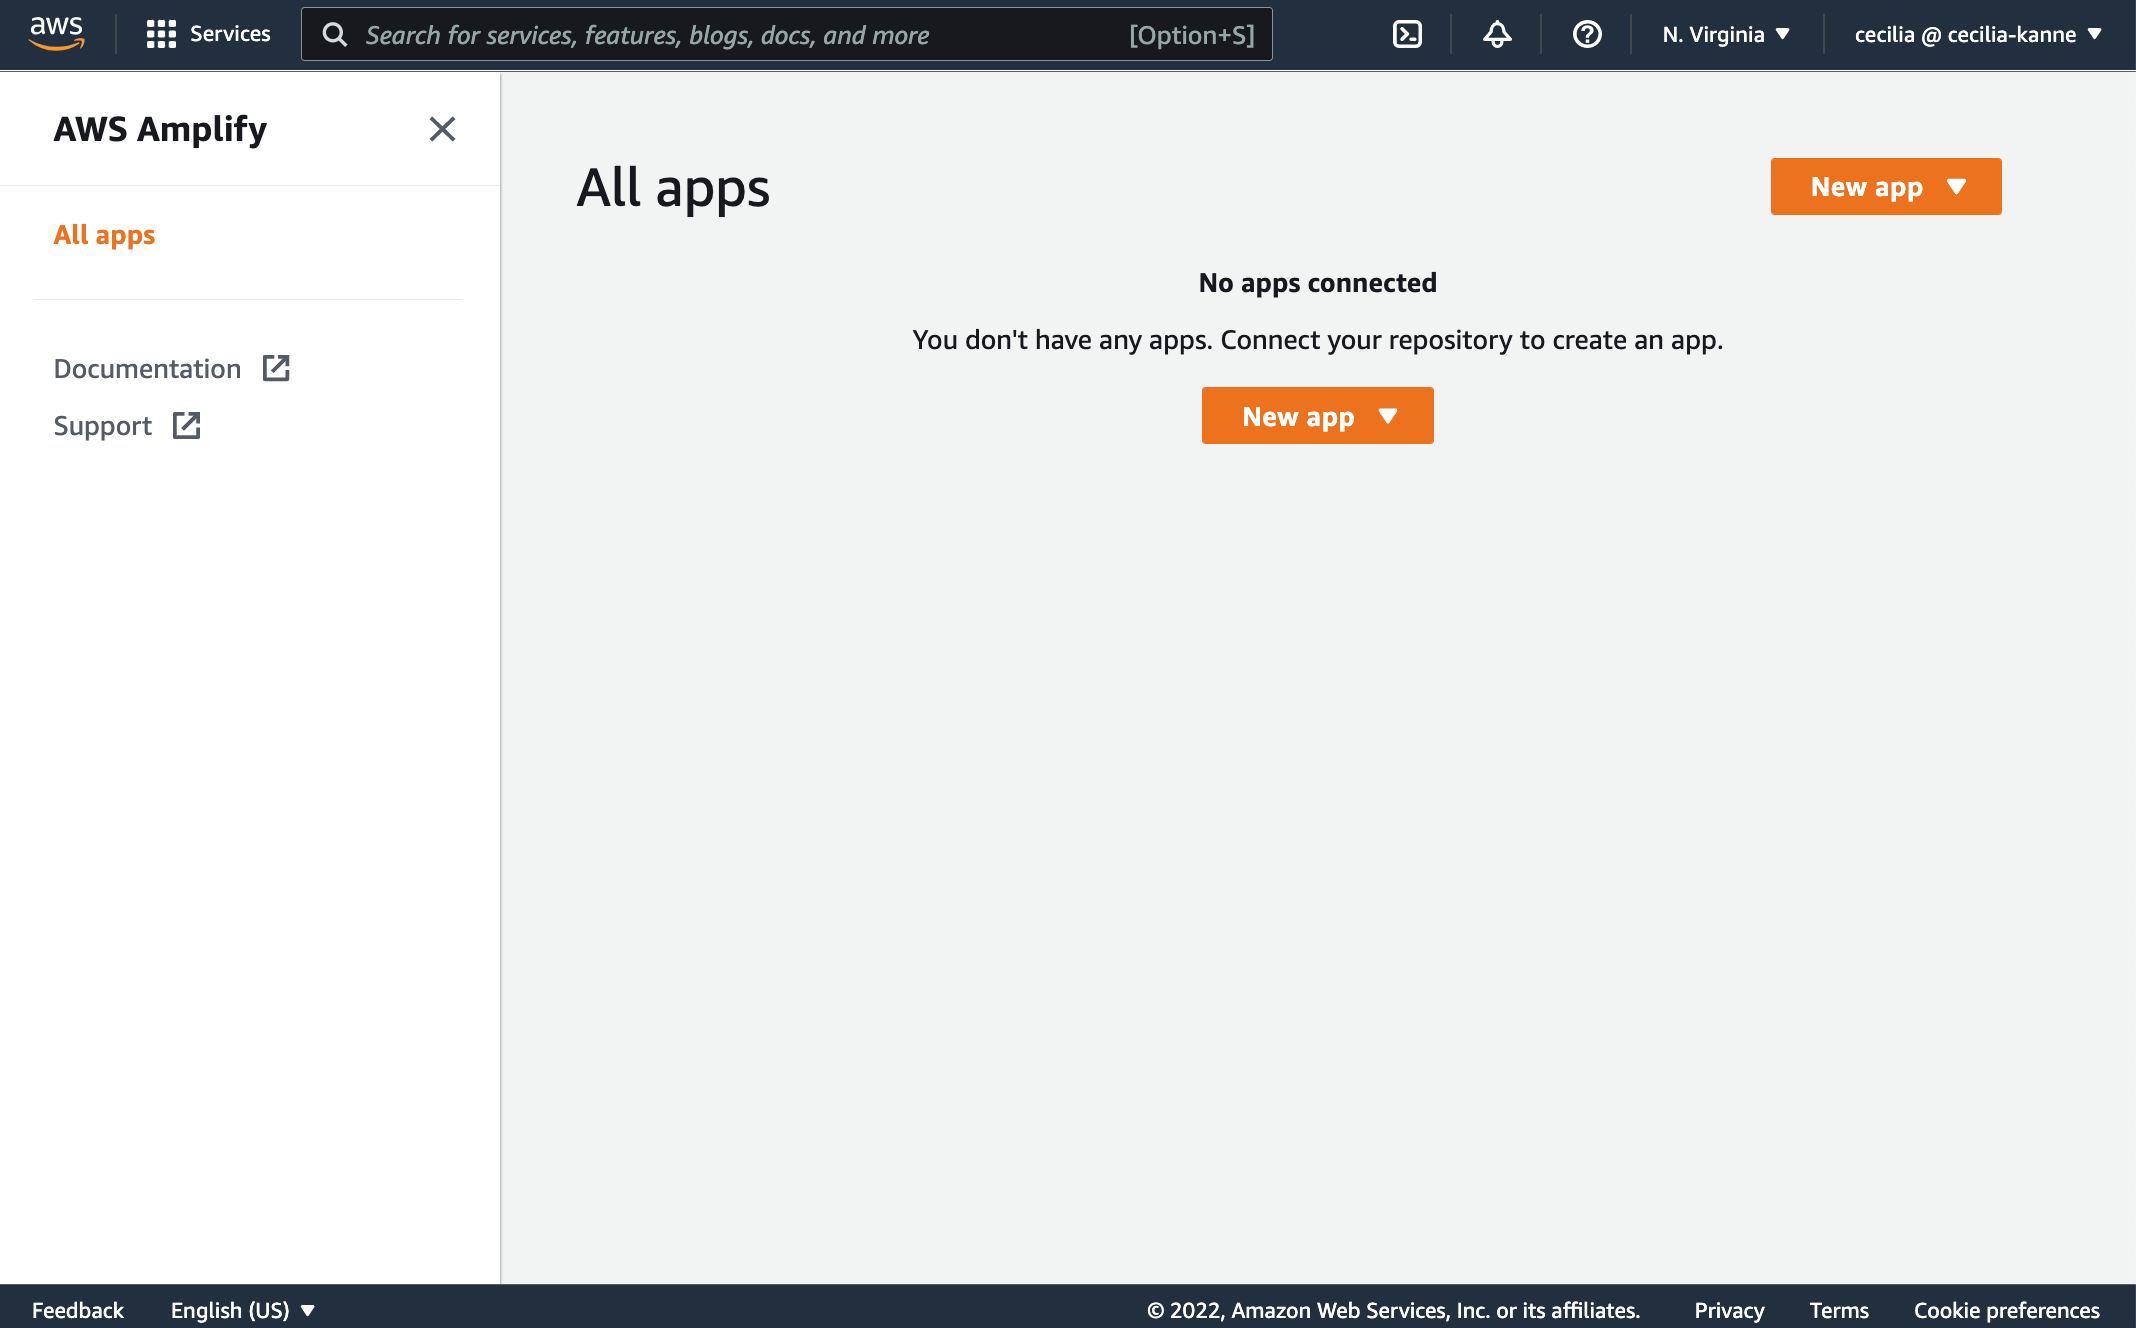 aws Services Search for services, features, blogs, docs, and more [Option+S] N. Virginia cecilia @ cecilia-kanne
AWS Amplify
All apps
Documentation
Support
All apps
New app
No apps connected
You don't have any apps. Connect your repository to create an app.
New app
Feedback English (US) © 2022, Amazon Web Services, Inc. or its affiliates. Privacy Terms Cookie preferences